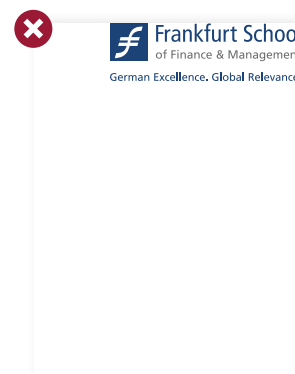 Frankfurt Schoo
of Finance & Managemen
German Excellence. Global Relevance